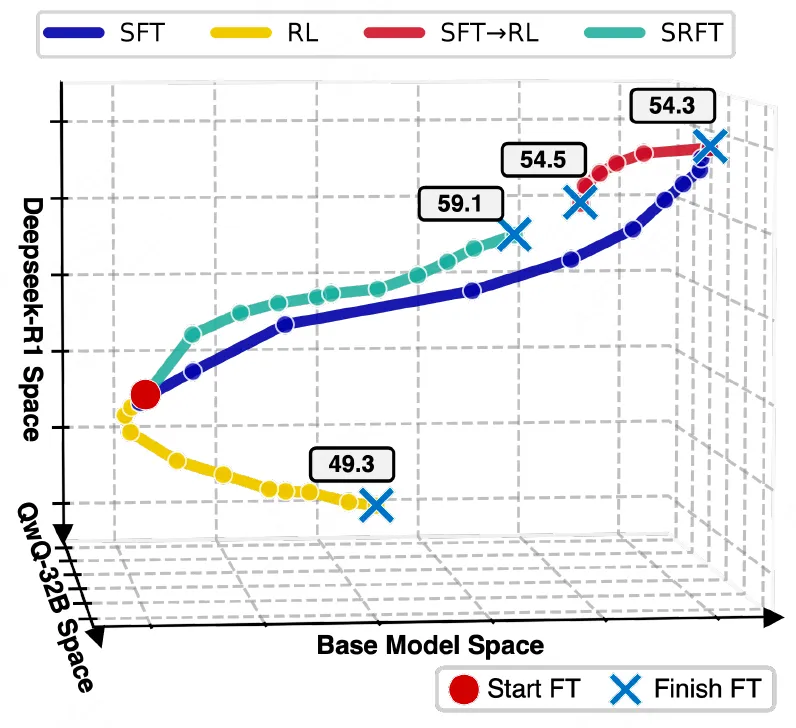 SFT RL SFT→RL SRFT
54.3
54.5
59.1
49.3
Deepseek-R1 Space
QwQ-32B Space
Base Model Space
Start FT Finish FT